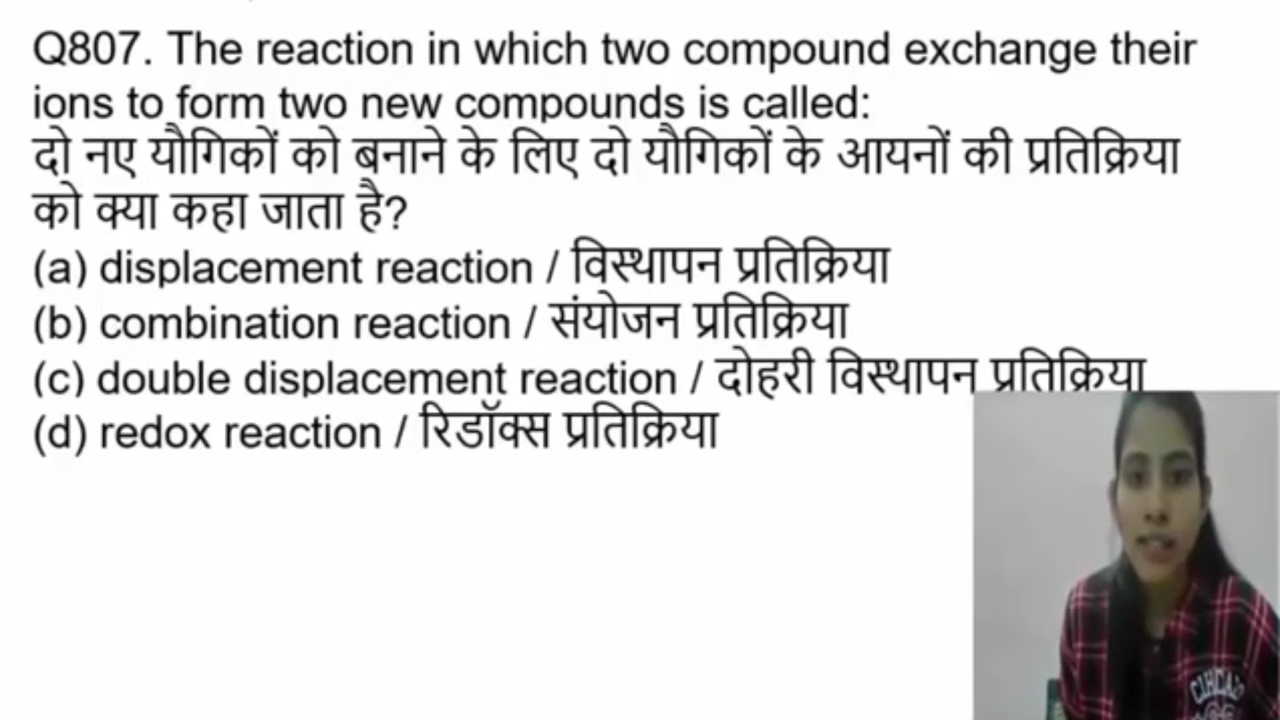 Q807. The reaction in which two compound exchange their
ions to form two new compounds is called:
दो नए यौगिकों को बनाने के लिए दो यौगिकों के आयनों की प्रतिक्रिया
को क्या कहा जाता है?
(a) displacement reaction / विस्थापन प्रतिक्रिया
(b) combination reaction / संयोजन प्रतिक्रिया
(c) double displacement reaction / दोहरी विस्थापन प्रतिक्रिया
(d) redox reaction / रिडॉक्स प्रतिक्रिया